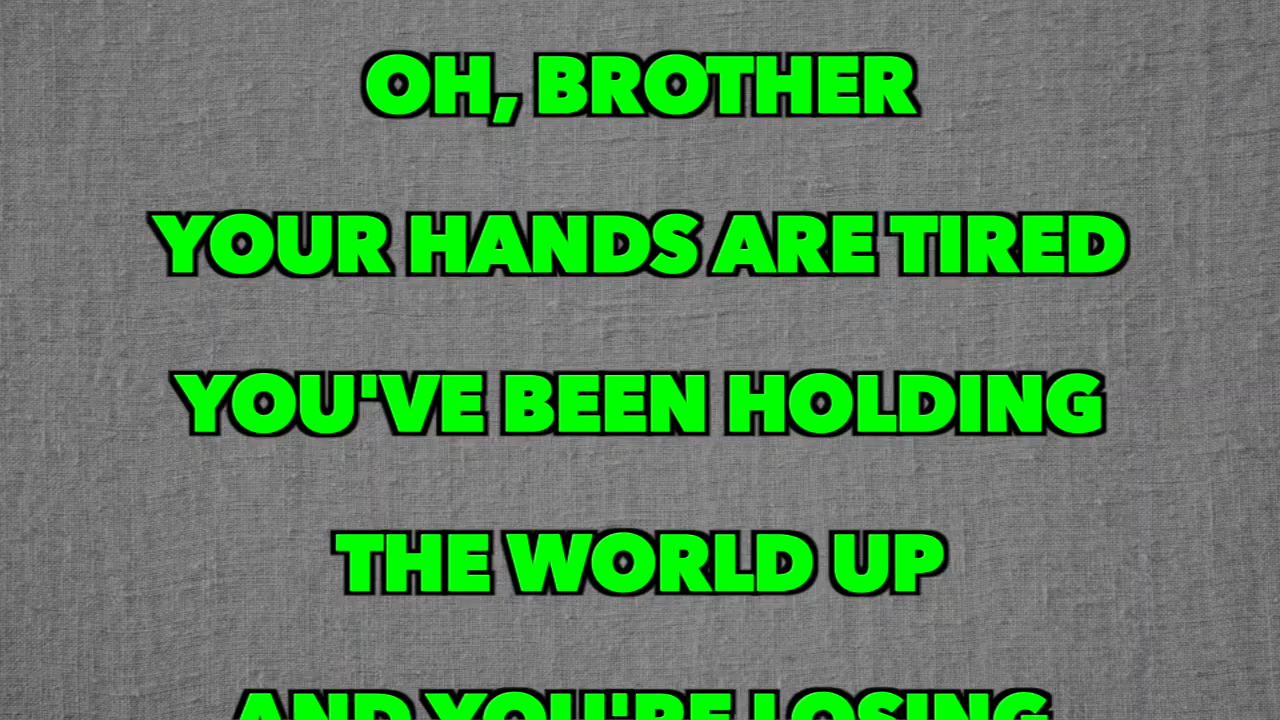 OH, BROTHER
YOUR HANDS ARE TIRED
YOU'VE BEEN HOLDING
THE WORLD UP
AND YOU'RE LOSING